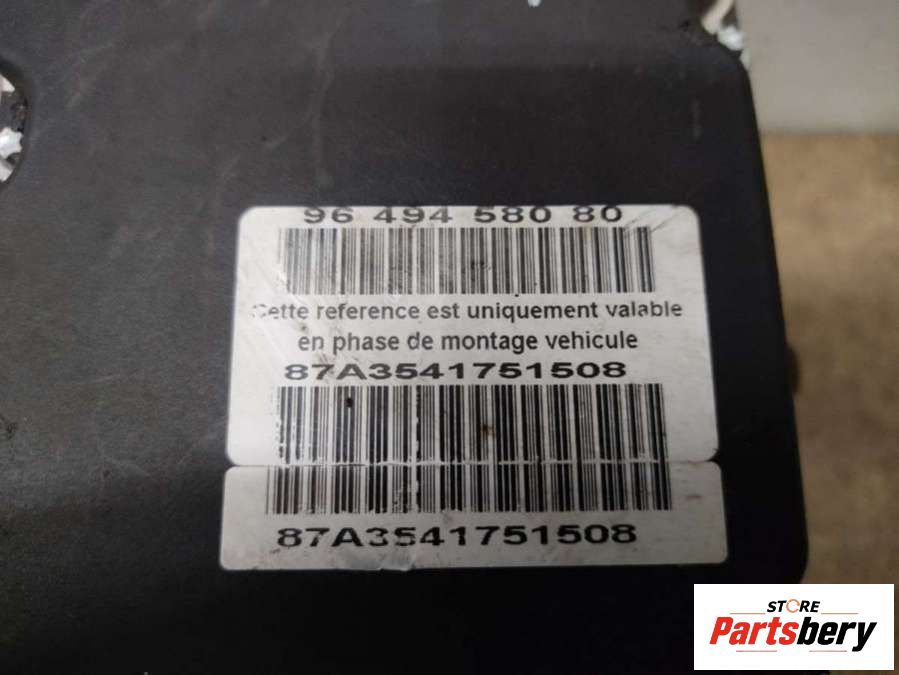 96 494 580 80
Cette reference est uniquement valable
en phase de montage vehicule
87A3541751508
87A3541751508
STORE
Partsbery